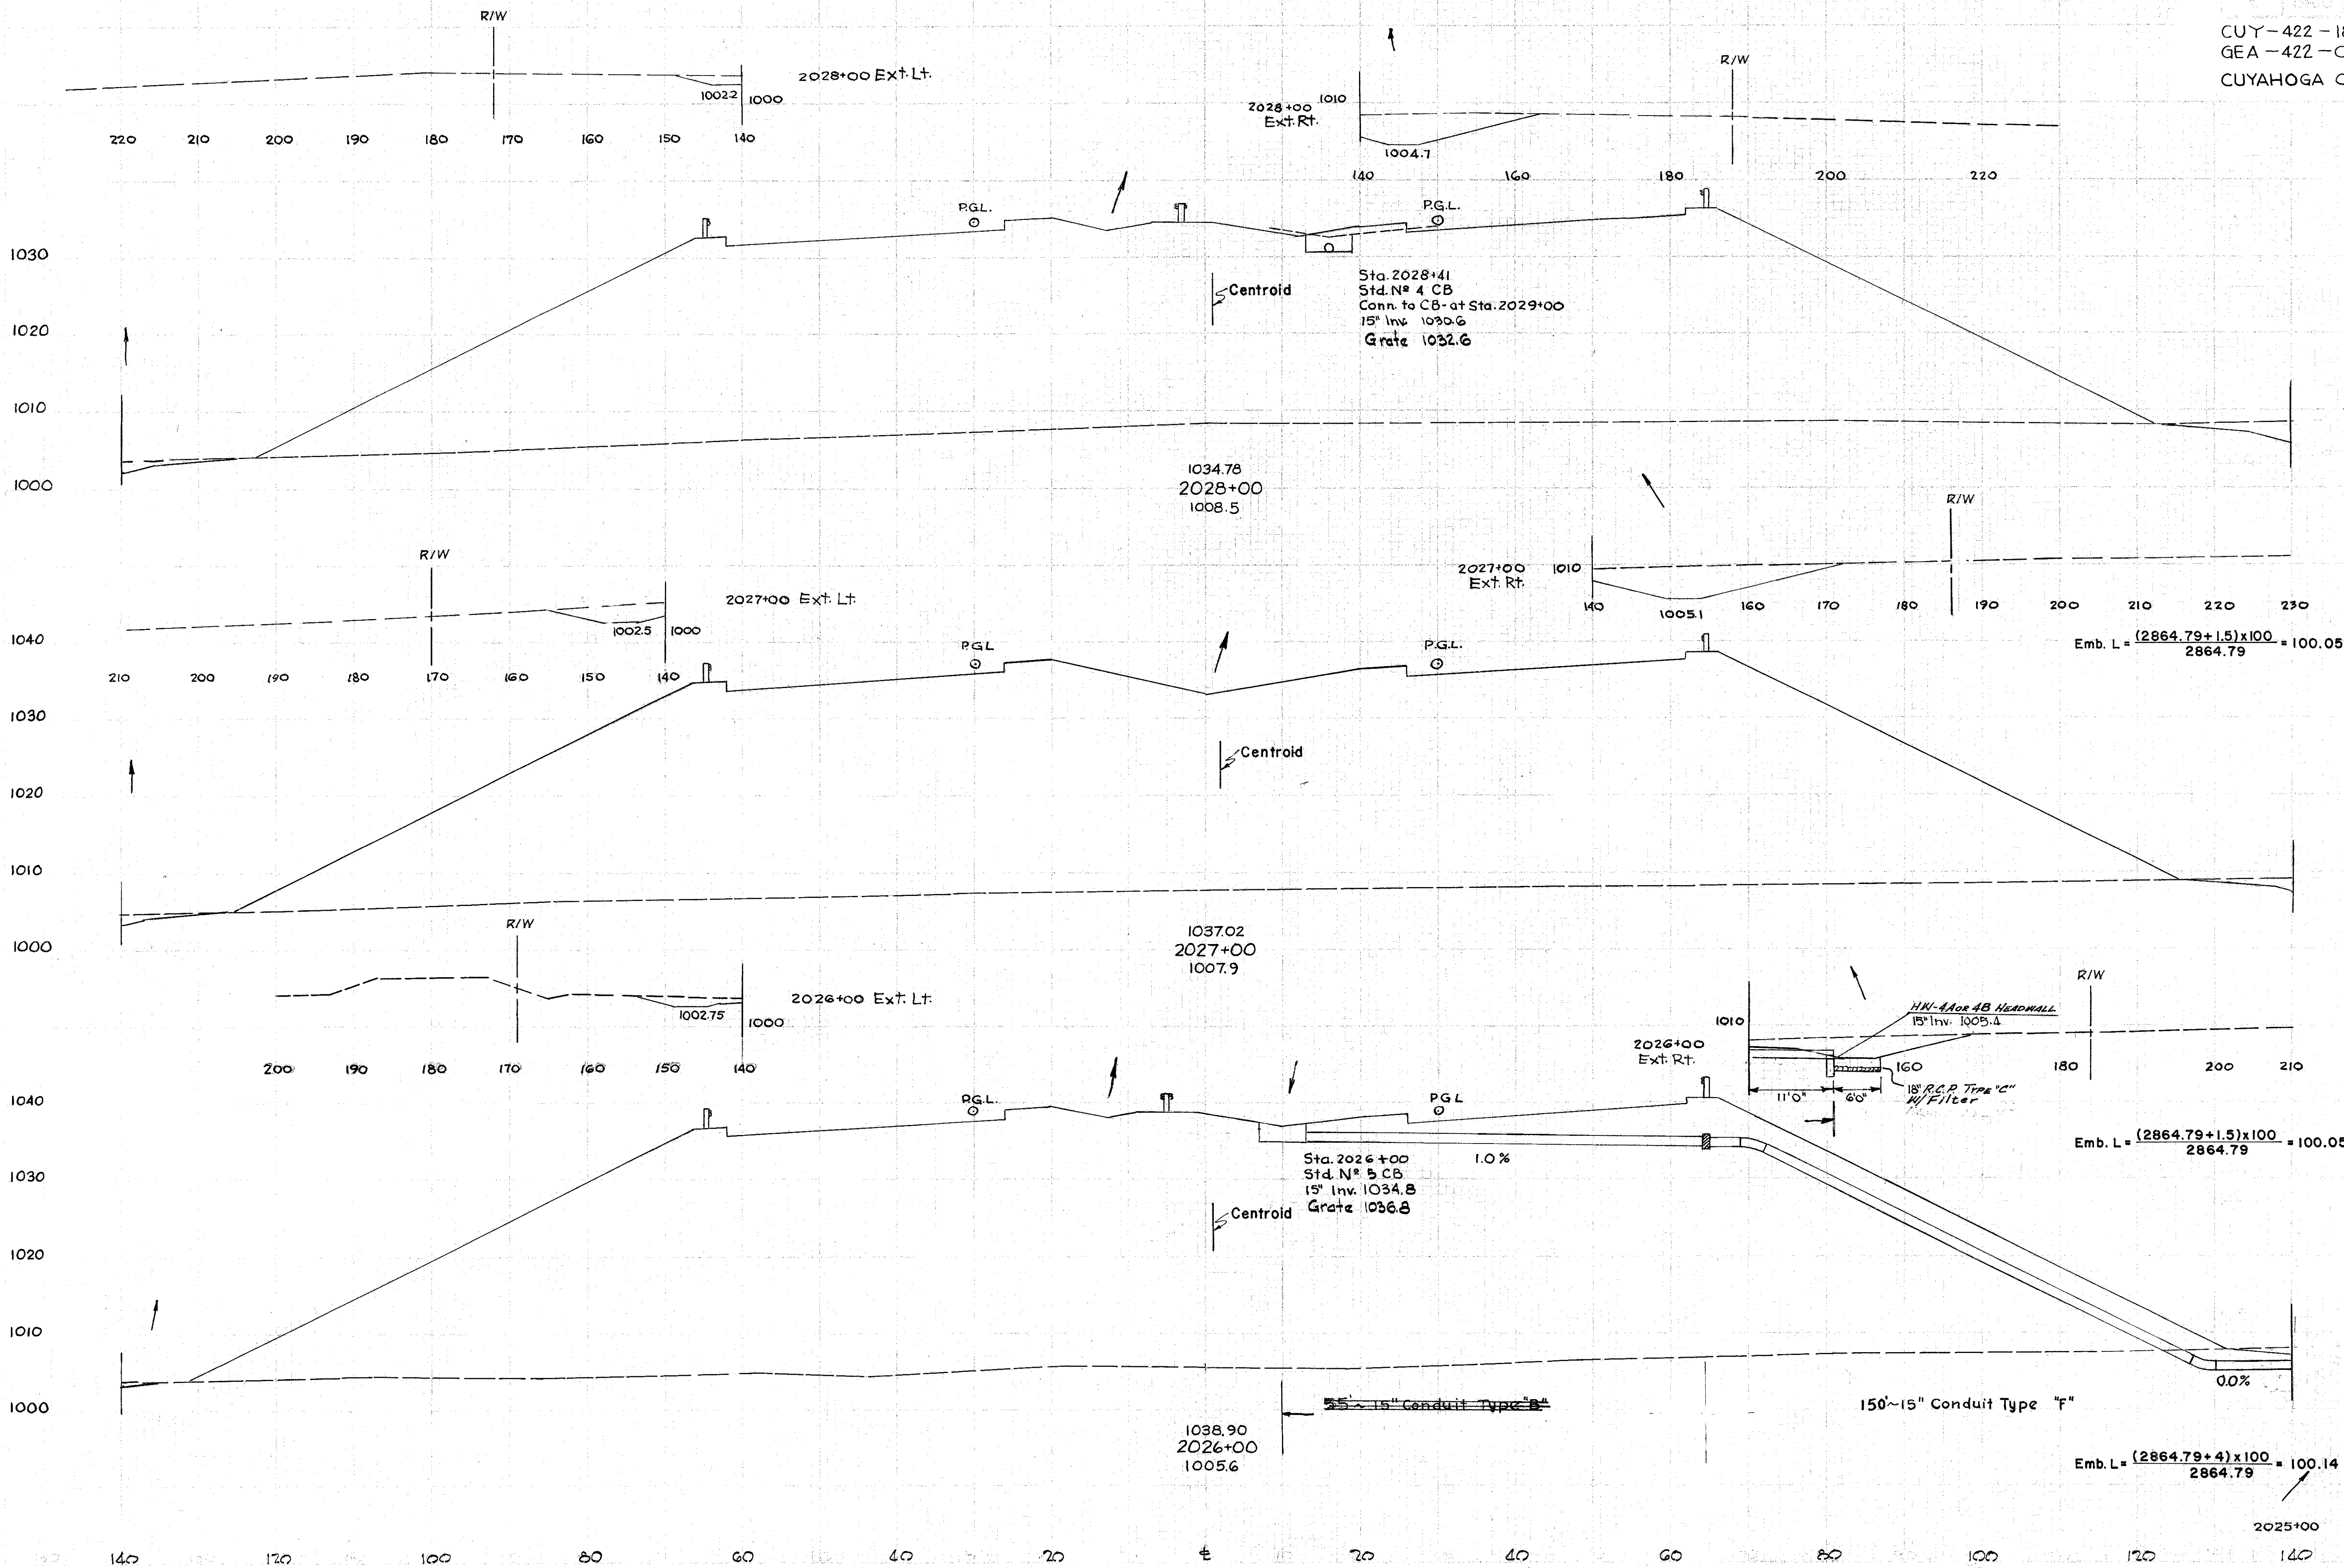 CUY-422-18
GEA-422-0
CUYAHOGA C
R/W
2028+00 Ext. Lt.
1002.2
1000
220 210 200 190 180 170 160 150 140
R/W
2028+00
Ext. Rt.
1010
1004.7
140 160 180 200 220
P.G.L.
P.G.L.
1030
1020
1010
1000
Centroid
Sta. 2028+41
Std. Nº 4 CB
Conn. to CB-at Sta. 2029+00
15" Inv. 1030.6
Grate 1032.6
1034.78
2028+00
1008.5
R/W
2027+00 Ext. Lt.
1002.5
1000
210 200 190 180 170 160 150 140
R/W
2027+00
Ext. Rt.
1010
1005.1
140 160 170 180 190 200 210 220 230
Emb. L = (2864.79+1.5)x100 = 100.05
2864.79
P.G.L
P.G.L.
1040
1030
1020
1010
1000
Centroid
1037.02
2027+00
1007.9
R/W
2026+00 Ext. Lt.
1002.75
1000
200 190 180 170 160 150 140
R/W
2026+00
Ext. Rt.
1010
HW-4A or 4B HEADWALL
15" Inv. 1005.4
160 180 200 210
11'0" 6'0"
18" R.C.P. TYPE "C"
W/ Filter
Emb. L = (2864.79+1.5)x100 = 100.05
2864.79
P.G.L.
PGL
1040
1030
1020
1010
1000
Sta. 2026+00
Std. Nº 5 CB
15" Inv. 1034.8
Grate 1036.8
1.0%
Centroid
0.0%
55'~15" Conduit Type "B"
150'~15" Conduit Type "F"
1038.90
2026+00
1005.6
Emb. L = (2864.79+4)x100 = 100.14
2864.79
2025+00
140 120 100 80 60 40 20 ℄ 20 40 60 80 100 120 140